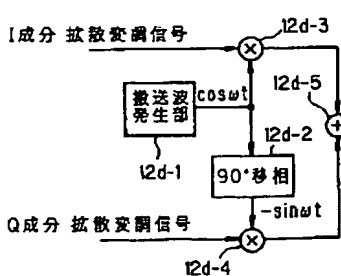 I成分 拡散変調信号
12d-3
搬送波
発生部
cosωt
12d-5
12d-2
12d-1
90°移相
-sinωt
Q成分 拡散変調信号
12d-4